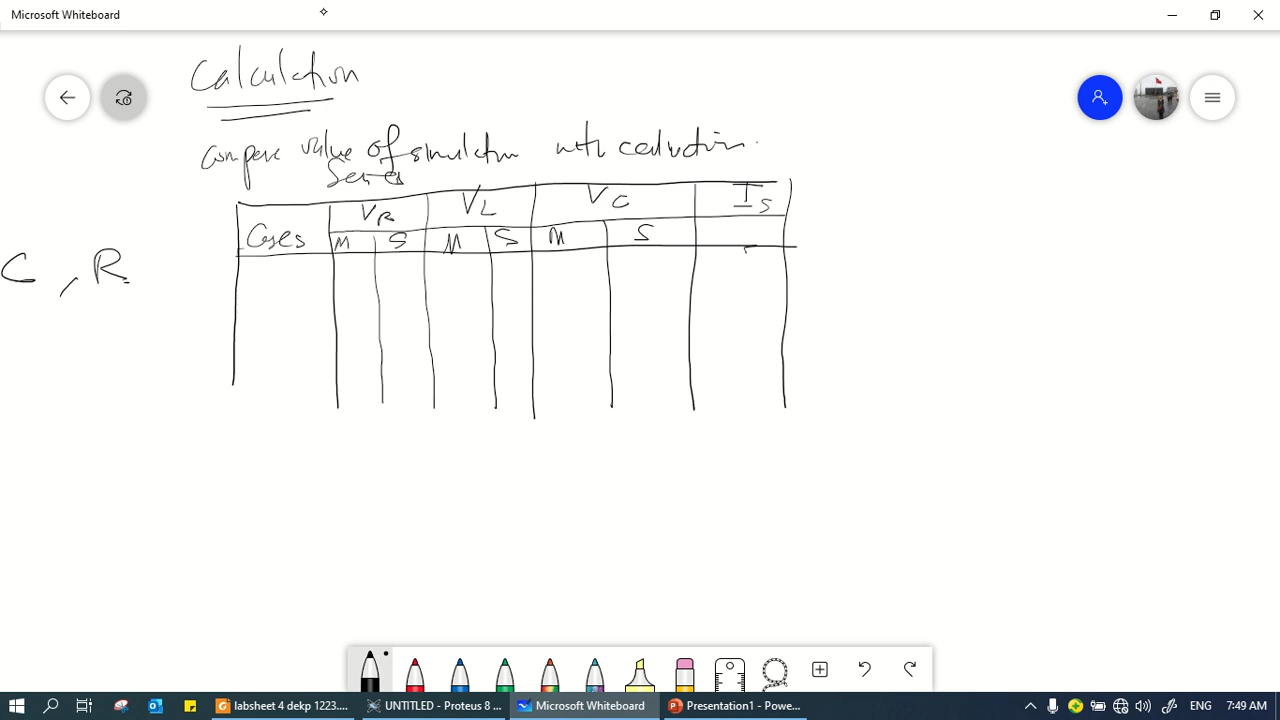 Microsoft Whiteboard
Calculation
compare value of simulation with calculation.
Series
Cases VR VL VC IS
M S M S M S
C, R
labsheet 4 dekp 1223....
UNTITLED - Proteus 8 ...
Microsoft Whiteboard
Presentation1 - Powe...
ENG
7:49 AM